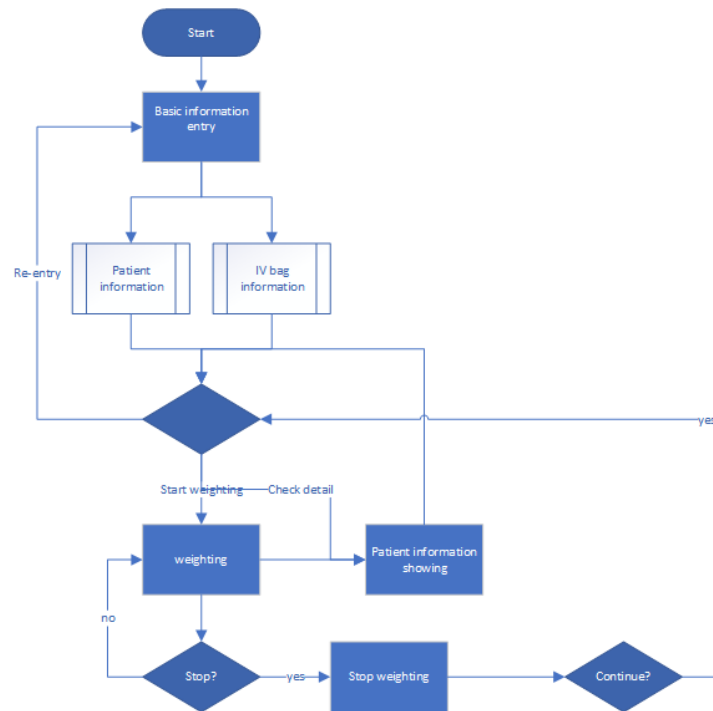 Start
Basic information
entry
Patient
information
IV bag
information
Re-entry
yes
Start weighting
Check detail
weighting
Patient information
showing
no
Stop?
yes
Stop weighting
Continue?